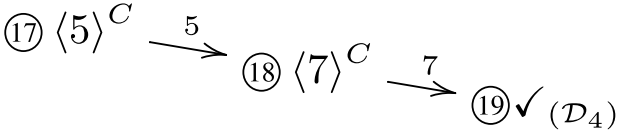 ⑰ ⟨5⟩^C
5
⑱ ⟨7⟩^C
7
⑲ ✓ (𝒟₄)